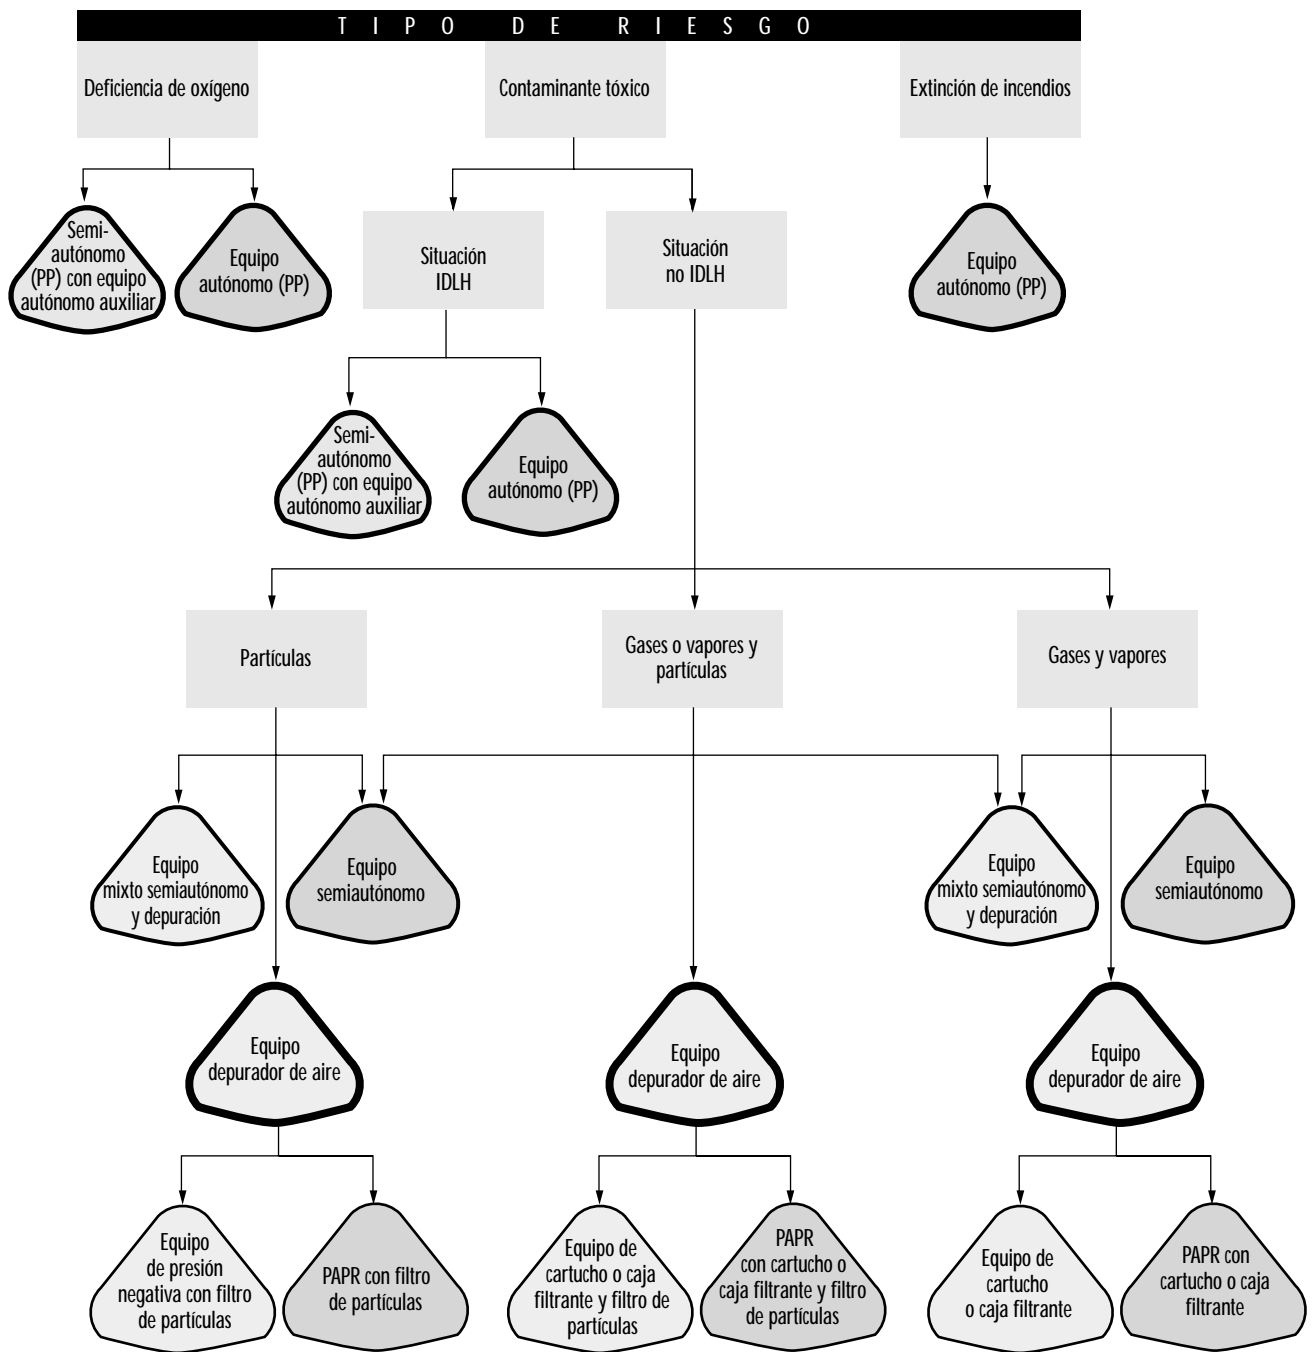 TIPO DE RIESGO
Deficiencia de oxígeno
Contaminante tóxico
Extinción de incendios
Semi-
autónomo
(PP) con equipo
autónomo auxiliar
Equipo
autónomo (PP)
Situación
IDLH
Situación
no IDLH
Equipo
autónomo (PP)
Semi-
autónomo
(PP) con equipo
autónomo auxiliar
Equipo
autónomo (PP)
Partículas
Gases o vapores y
partículas
Gases y vapores
Equipo
mixto semiautónomo
y depuración
Equipo
semiautónomo
Equipo
mixto semiautónomo
y depuración
Equipo
semiautónomo
Equipo
depurador de aire
Equipo
depurador de aire
Equipo
depurador de aire
Equipo
de presión
negativa con filtro
de partículas
PAPR con filtro
de partículas
Equipo de
cartucho o caja
filtrante y filtro de
partículas
PAPR
con cartucho o
caja filtrante y filtro
de partículas
Equipo de
cartucho
o caja filtrante
PAPR con
cartucho o caja
filtrante